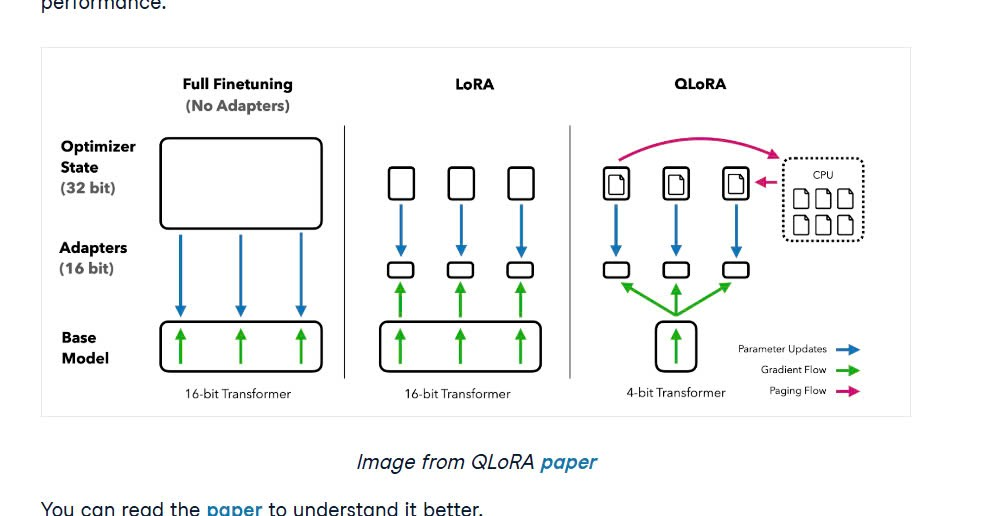 performance.
Full Finetuning
(No Adapters)
LoRA
QLoRA
Optimizer
State
(32 bit)
CPU
Adapters
(16 bit)
Base
Model
Parameter Updates
Gradient Flow
Paging Flow
16-bit Transformer
16-bit Transformer
4-bit Transformer
Image from QLoRA paper
You can read the paper to understand it better.